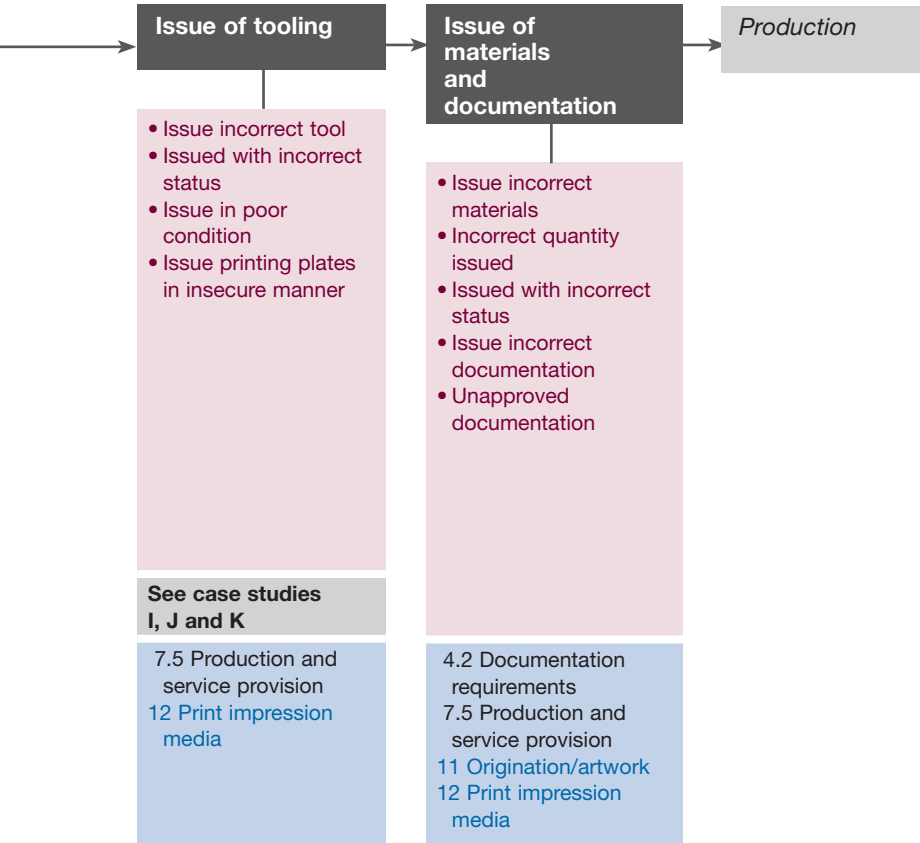 Issue of tooling
• Issue incorrect tool
• Issued with incorrect
status
• Issue in poor
condition
• Issue printing plates
in insecure manner
See case studies
I, J and K
7.5 Production and
service provision
12 Print impression
media
Issue of
materials
and
documentation
• Issue incorrect
materials
• Incorrect quantity
issued
• Issued with incorrect
status
• Issue incorrect
documentation
• Unapproved
documentation
4.2 Documentation
requirements
7.5 Production and
service provision
11 Origination/artwork
12 Print impression
media
Production